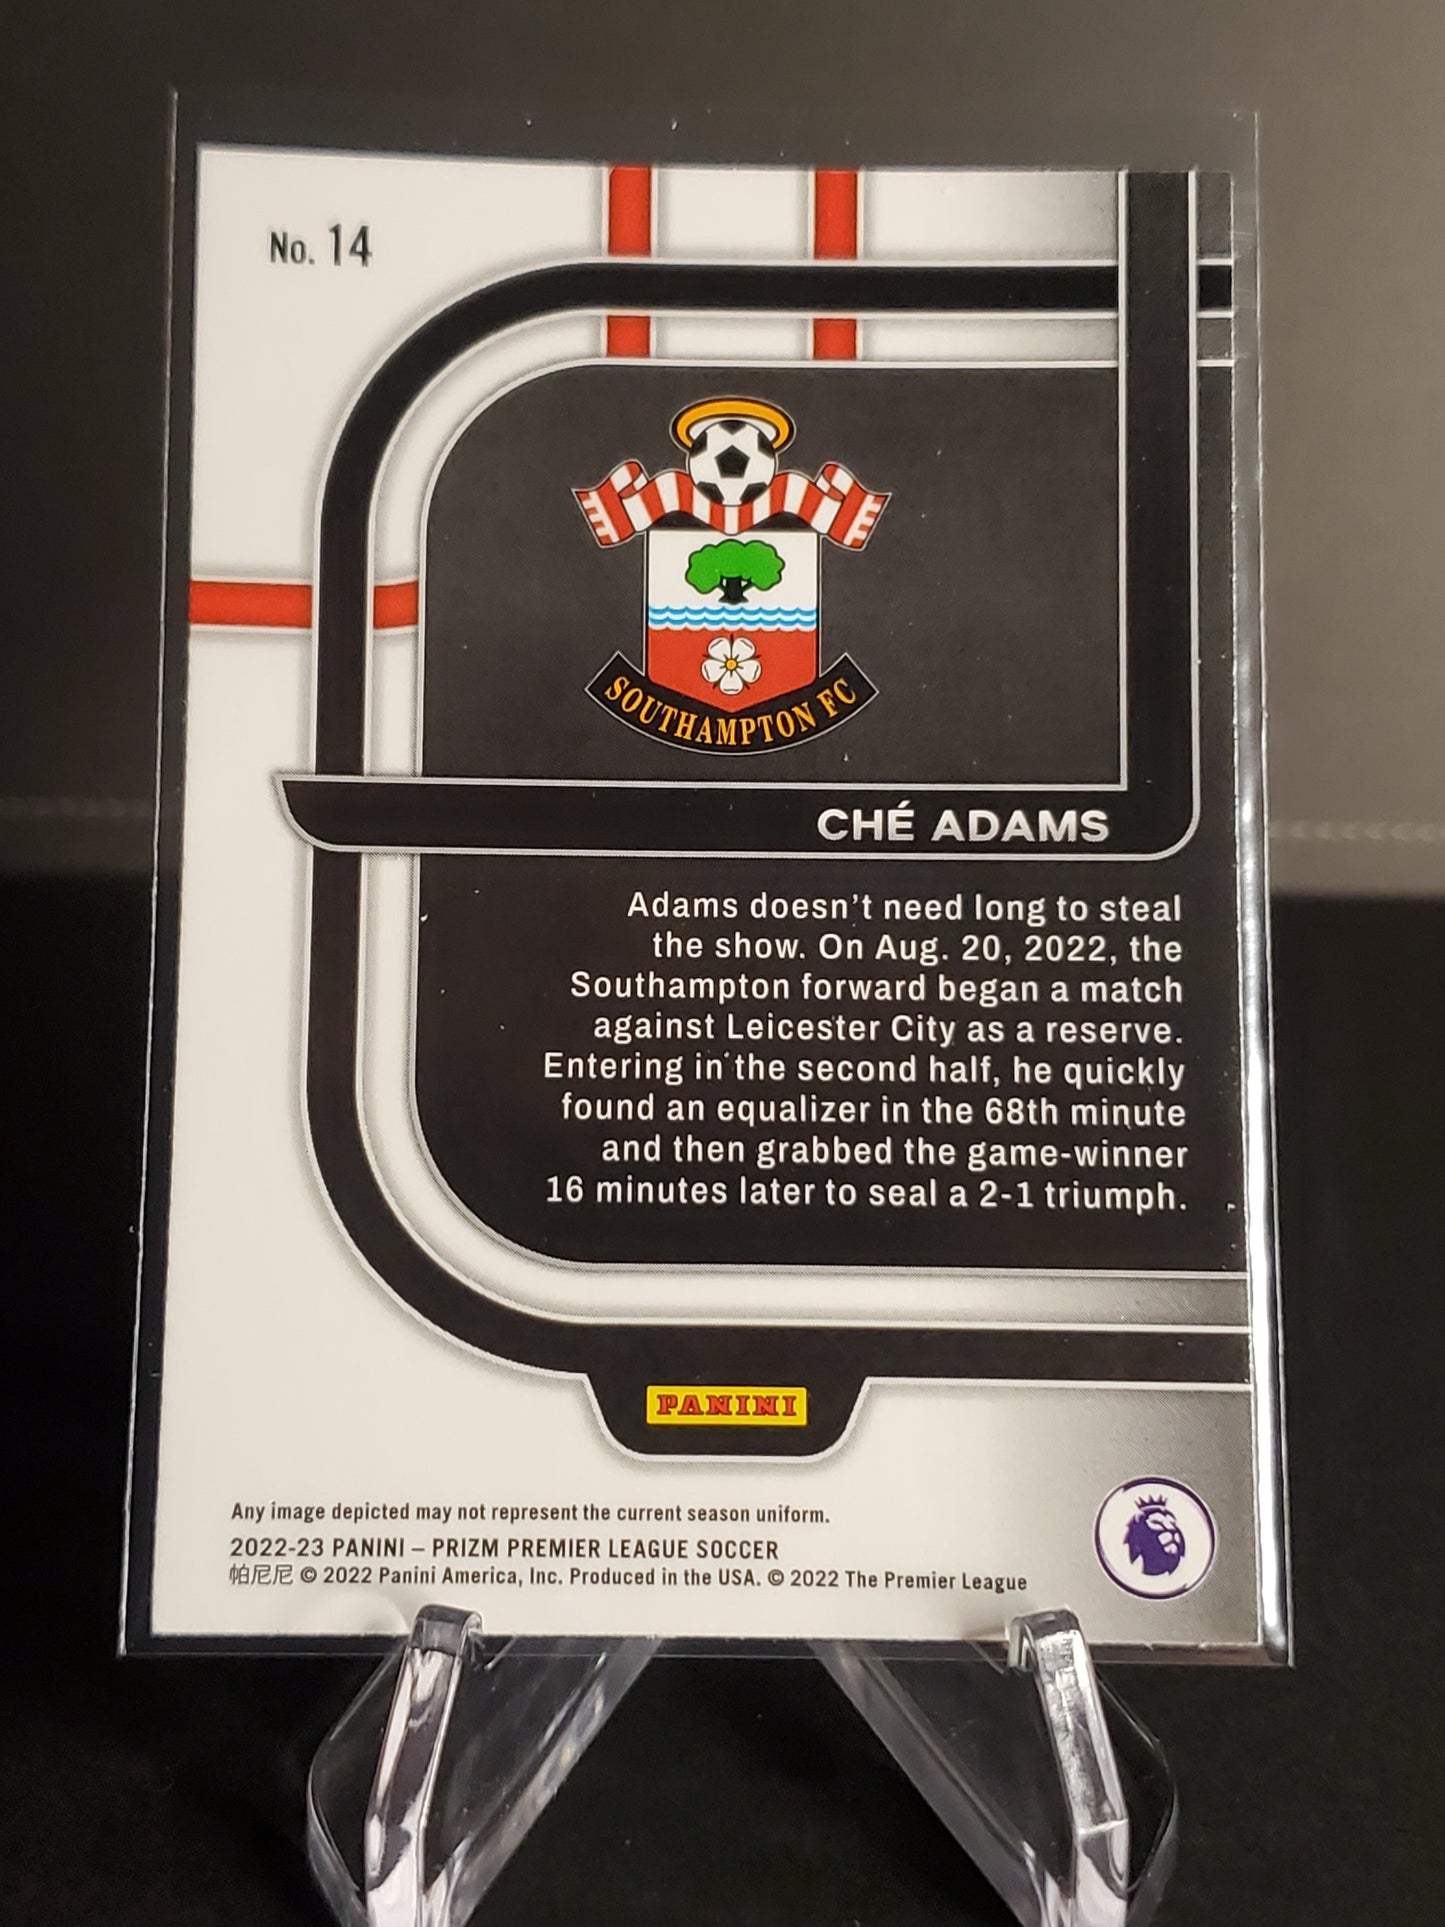 No. 14
SOUTHAMPTON FC
CHÉ ADAMS
Adams doesn't need long to steal
the show. On Aug. 20, 2022, the
Southampton forward began a match
against Leicester City as a reserve.
Entering in the second half, he quickly
found an equalizer in the 68th minute
and then grabbed the game-winner
16 minutes later to seal a 2-1 triumph.
PANINI
Any image depicted may not represent the current season uniform.
2022-23 PANINI – PRIZM PREMIER LEAGUE SOCCER
帕尼尼 © 2022 Panini America, Inc. Produced in the USA. © 2022 The Premier League